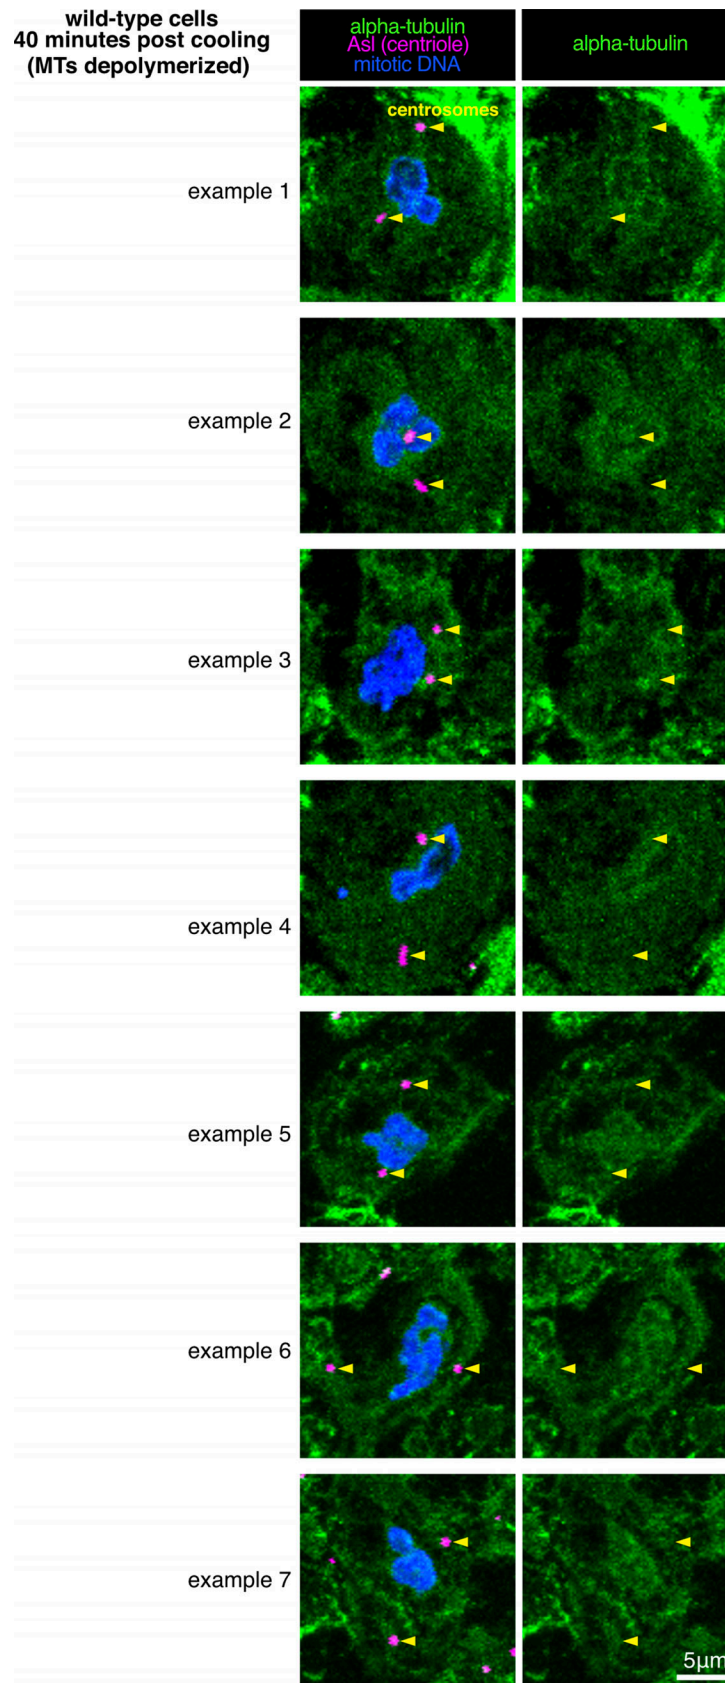 wild-type cells
40 minutes post cooling
(MTs depolymerized)
alpha-tubulin
Asl (centriole)
mitotic DNA
alpha-tubulin
centrosomes
example 1
example 2
example 3
example 4
example 5
example 6
example 7
5μm